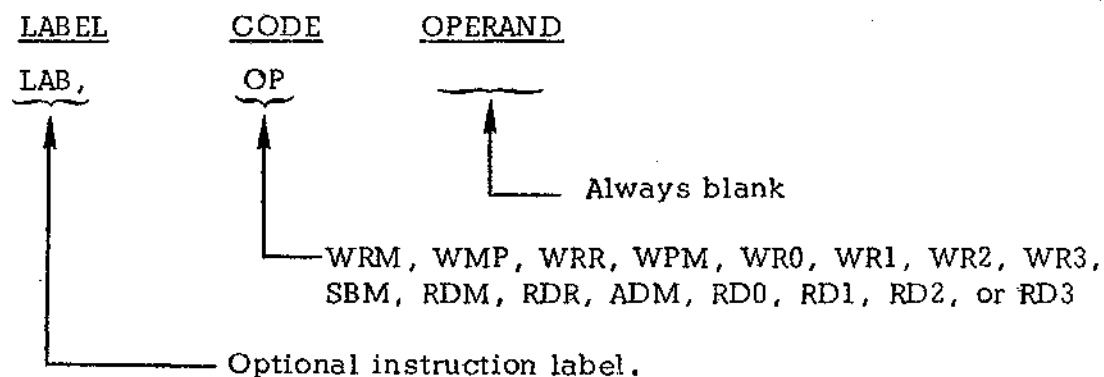 LABEL CODE OPERAND
LAB, OP
Always blank
WRM, WMP, WRR, WPM, WR0, WR1, WR2, WR3,
SBM, RDM, RDR, ADM, RD0, RD1, RD2, or RD3
Optional instruction label.